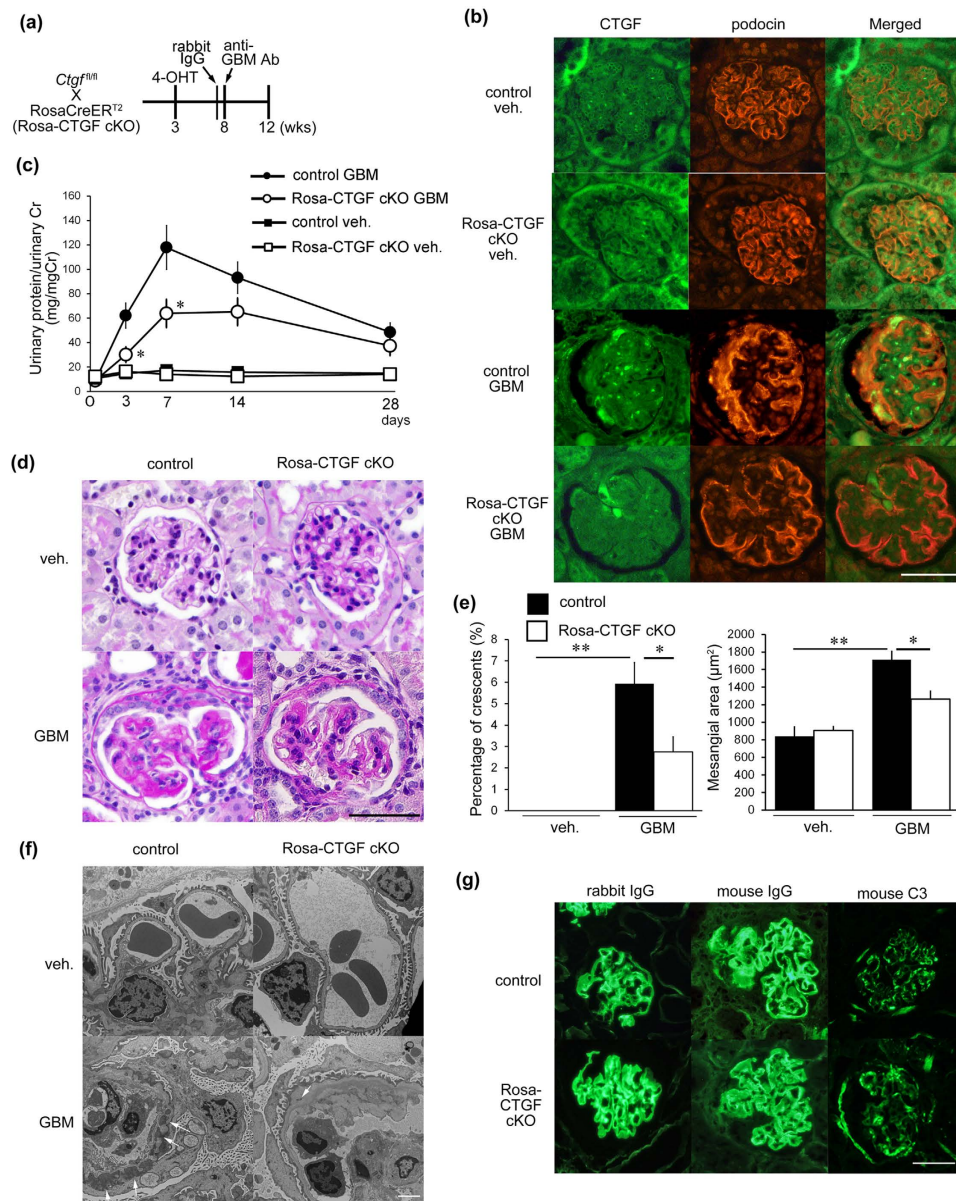 (a)
rabbit
IgG
anti-
GBM Ab
4-OHT
Ctgf fl/fl
X
RosaCreER T2
(Rosa-CTGF cKO)
3 8 12 (wks)
(b)
CTGF podocin Merged
control
veh.
Rosa-CTGF
cKO
veh.
control
GBM
Rosa-CTGF
cKO
GBM
(c)
control GBM
Rosa-CTGF cKO GBM
control veh.
Rosa-CTGF cKO veh.
Urinary protein/urinary Cr
(mg/mgCr)
160
140
120
100
80
60
40
20
0
*
*
0 3 7 14 28
days
(d)
control Rosa-CTGF cKO
veh.
GBM
(e)
control
Rosa-CTGF cKO
Percentage of crescents (%)
8
7
6
5
4
3
2
1
0
** *
veh. GBM
Mesangial area (µm²)
2000
1800
1600
1400
1200
1000
800
600
400
200
0
** *
veh. GBM
(f)
control Rosa-CTGF cKO
veh.
GBM
(g)
rabbit IgG mouse IgG mouse C3
control
Rosa-
CTGF
cKO